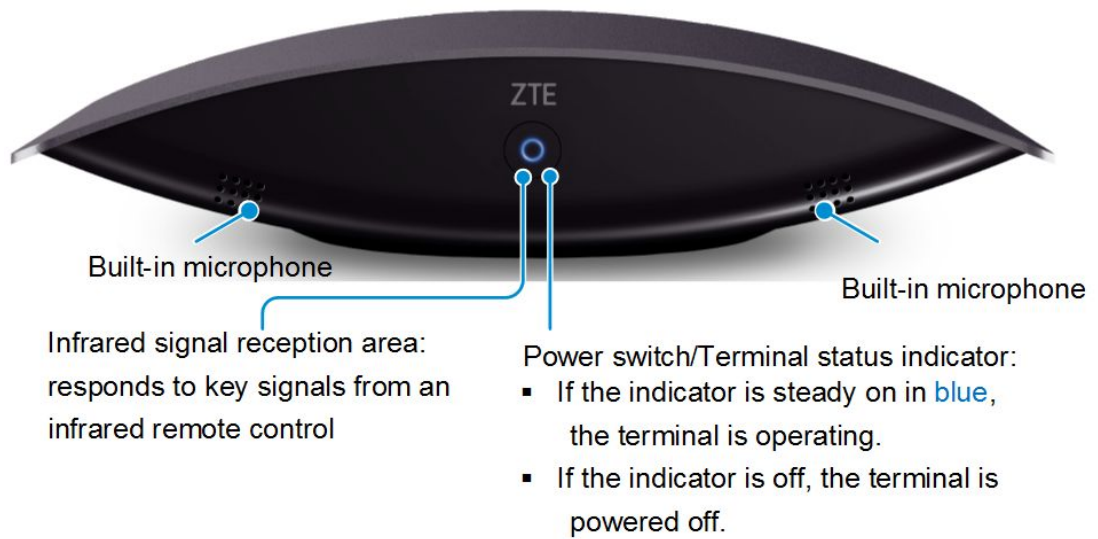 ZTE
Built-in microphone
Built-in microphone
Infrared signal reception area:
responds to key signals from an
infrared remote control
Power switch/Terminal status indicator:
▪ If the indicator is steady on in blue,
the terminal is operating.
▪ If the indicator is off, the terminal is
powered off.